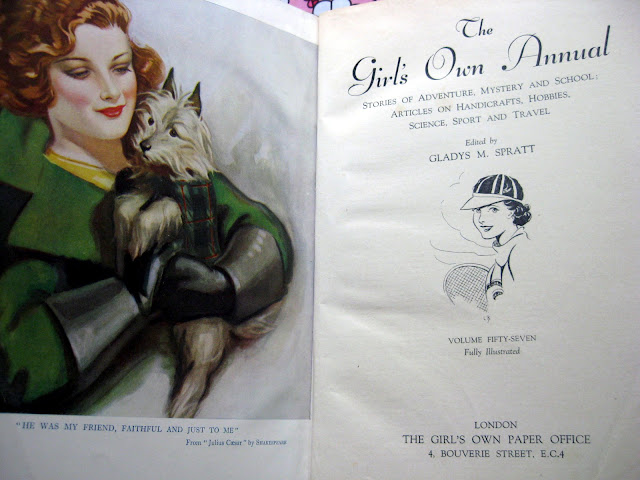 "HE WAS MY FRIEND, FAITHFUL AND JUST TO ME"
From "Julius Cæsar" by SHAKESPEARE
The
Girl's Own Annual
STORIES OF ADVENTURE, MYSTERY AND SCHOOL:
ARTICLES ON HANDICRAFTS, HOBBIES,
SCIENCE, SPORT AND TRAVEL
Edited by
GLADYS M. SPRATT
VOLUME FIFTY-SEVEN
Fully Illustrated
LONDON
THE GIRL'S OWN PAPER OFFICE
4, BOUVERIE STREET, E.C.4